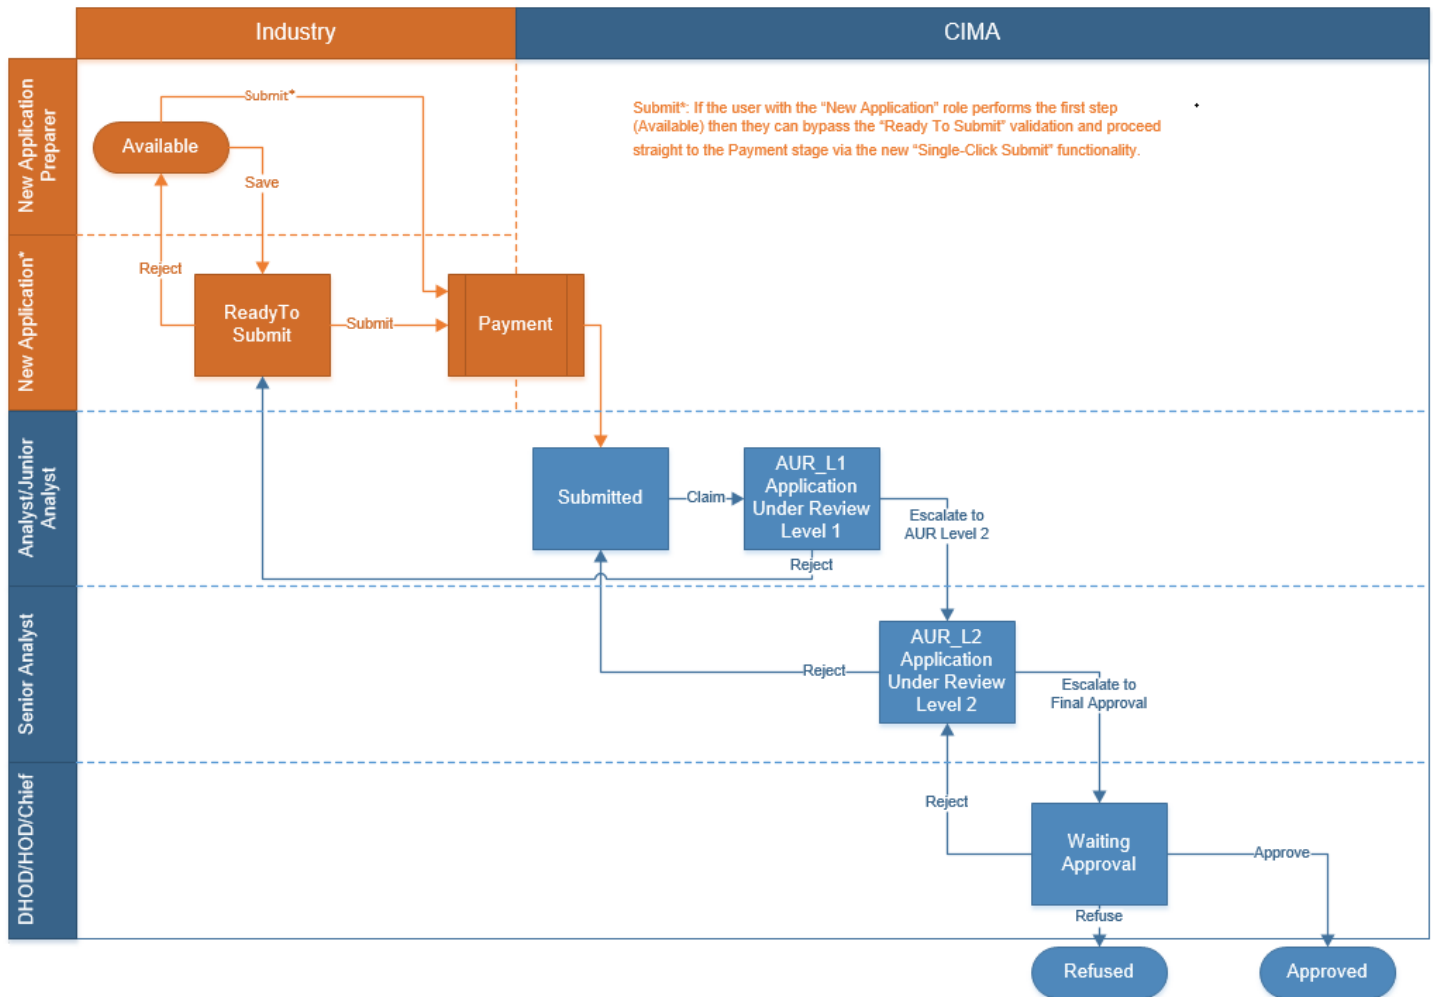 Industry
CIMA
New Application
Preparer
Submit*
Available
Save
Submit*: If the user with the “New Application” role performs the first step
(Available) then they can bypass the “Ready To Submit” validation and proceed
straight to the Payment stage via the new “Single-Click Submit” functionality.
New Application*
Reject
ReadyTo
Submit
Submit
Payment
Analyst/Junior
Analyst
Submitted
Claim
AUR_L1
Application
Under Review
Level 1
Escalate to
AUR Level 2
Reject
Senior Analyst
Reject
AUR_L2
Application
Under Review
Level 2
Escalate to
Final Approval
DHOD/HOD/Chief
Reject
Waiting
Approval
Approve
Refuse
Refused
Approved